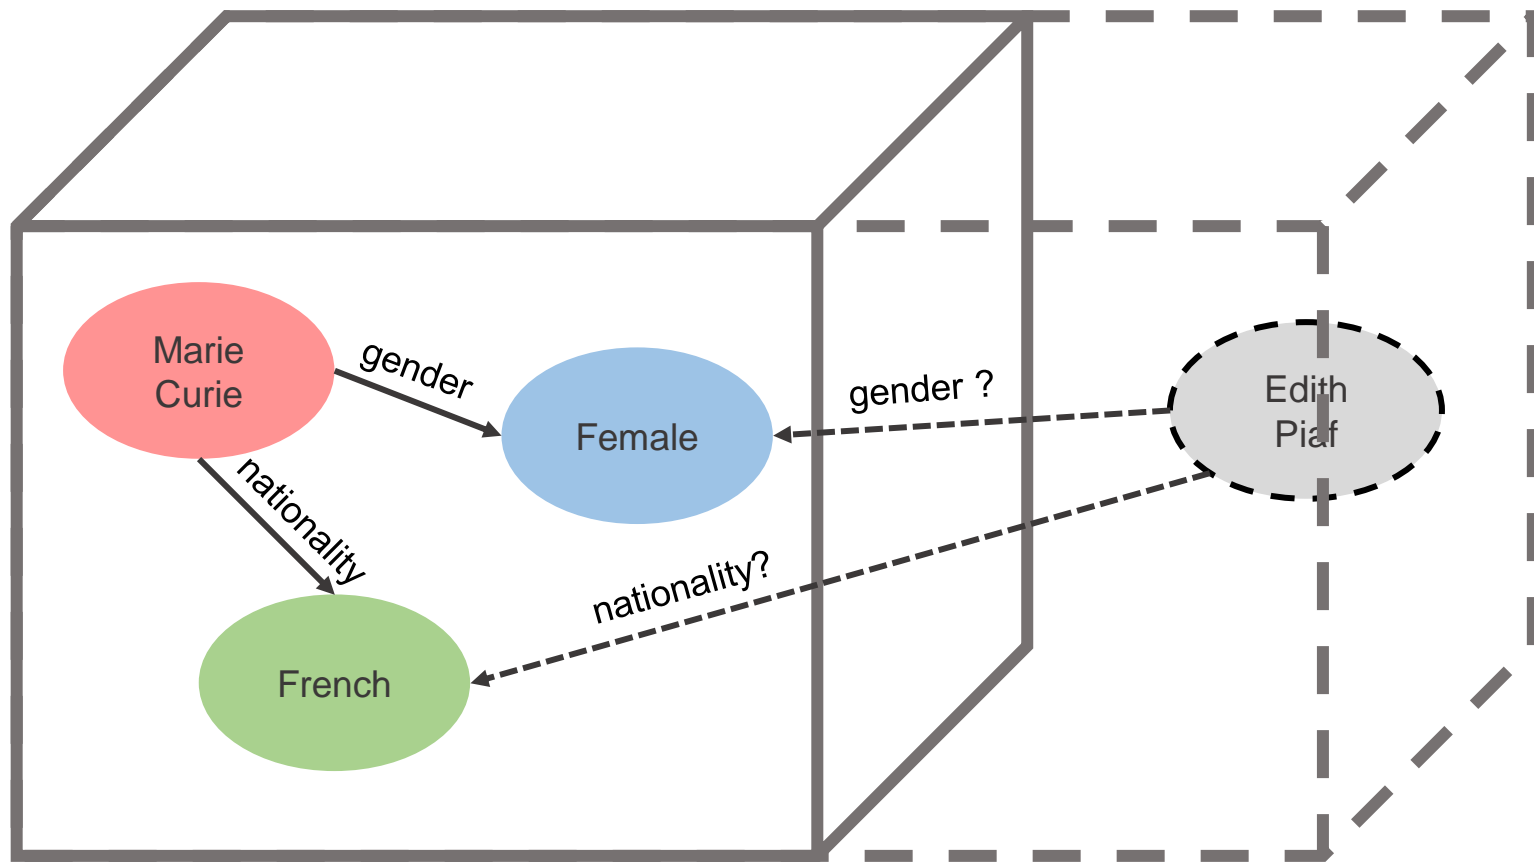 Marie
Curie
gender
Female
gender ?
Edith
Piaf
nationality
nationality?
French